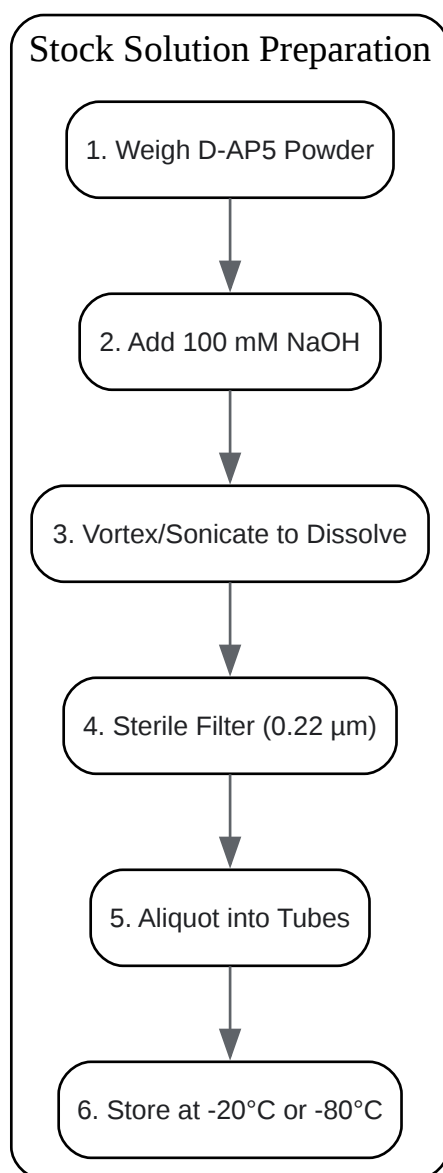 Stock Solution Preparation
1. Weigh D-AP5 Powder
2. Add 100 mM NaOH
3. Vortex/Sonicate to Dissolve
4. Sterile Filter (0.22 µm)
5. Aliquot into Tubes
6. Store at -20°C or -80°C